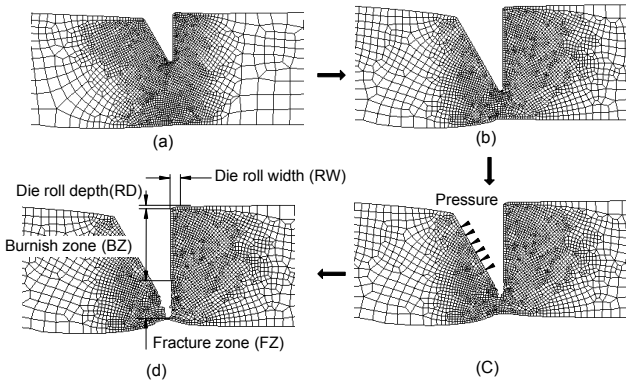 (a)
(b)
Die roll width (RW)
Die roll depth(RD)
Burnish zone (BZ)
Fracture zone (FZ)
(d)
Pressure
(C)